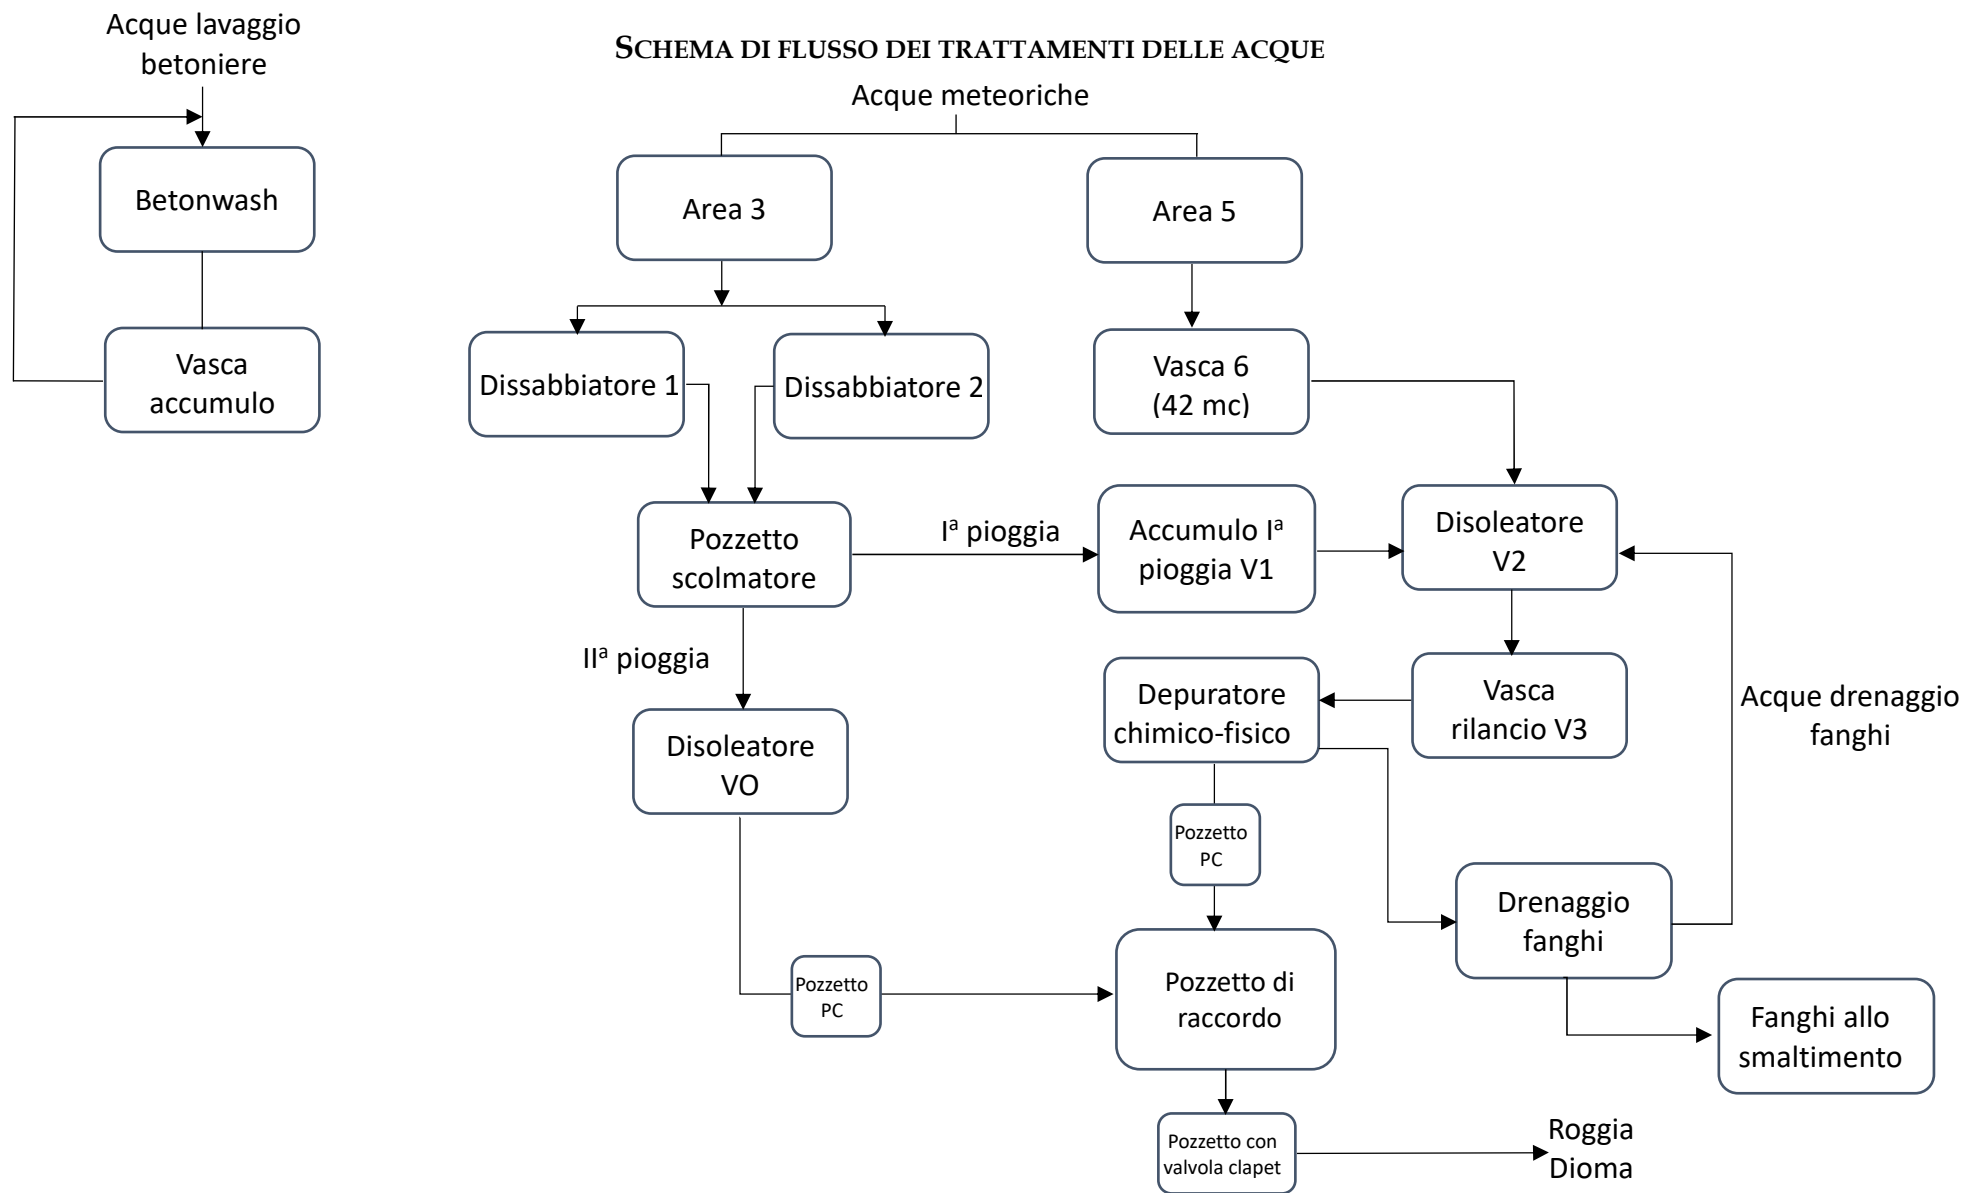 Acque lavaggio
betoniere
SCHEMA DI FLUSSO DEI TRATTAMENTI DELLE ACQUE
Acque meteoriche
Betonwash
Area 3
Area 5
Vasca
accumulo
Dissabbiatore 1
Dissabbiatore 2
Vasca 6
(42 mc)
Pozzetto
scolmatore
Iª pioggia
Accumulo Iª
pioggia V1
Disoleatore
V2
IIª pioggia
Disoleatore
VO
Depuratore
chimico-fisico
Vasca
rilancio V3
Acque drenaggio
fanghi
Pozzetto
PC
Drenaggio
fanghi
Pozzetto
PC
Pozzetto di
raccordo
Fanghi allo
smaltimento
Pozzetto con
valvola clapet
Roggia
Dioma